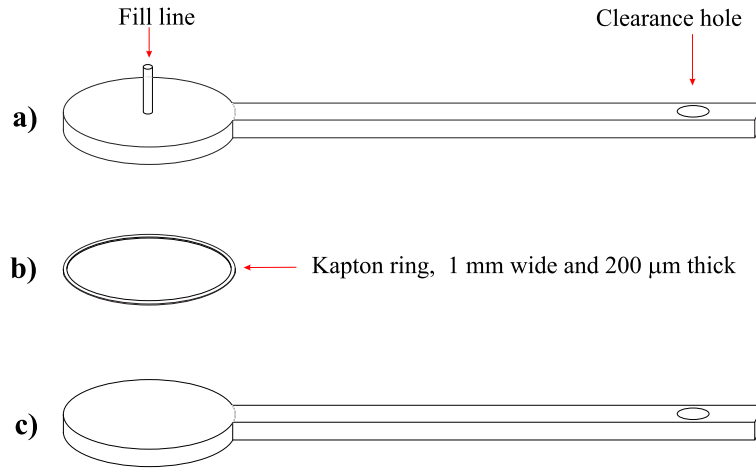 Fill line
Clearance hole
a)
b)
Kapton ring,  1 mm wide and 200 μm thick
c)